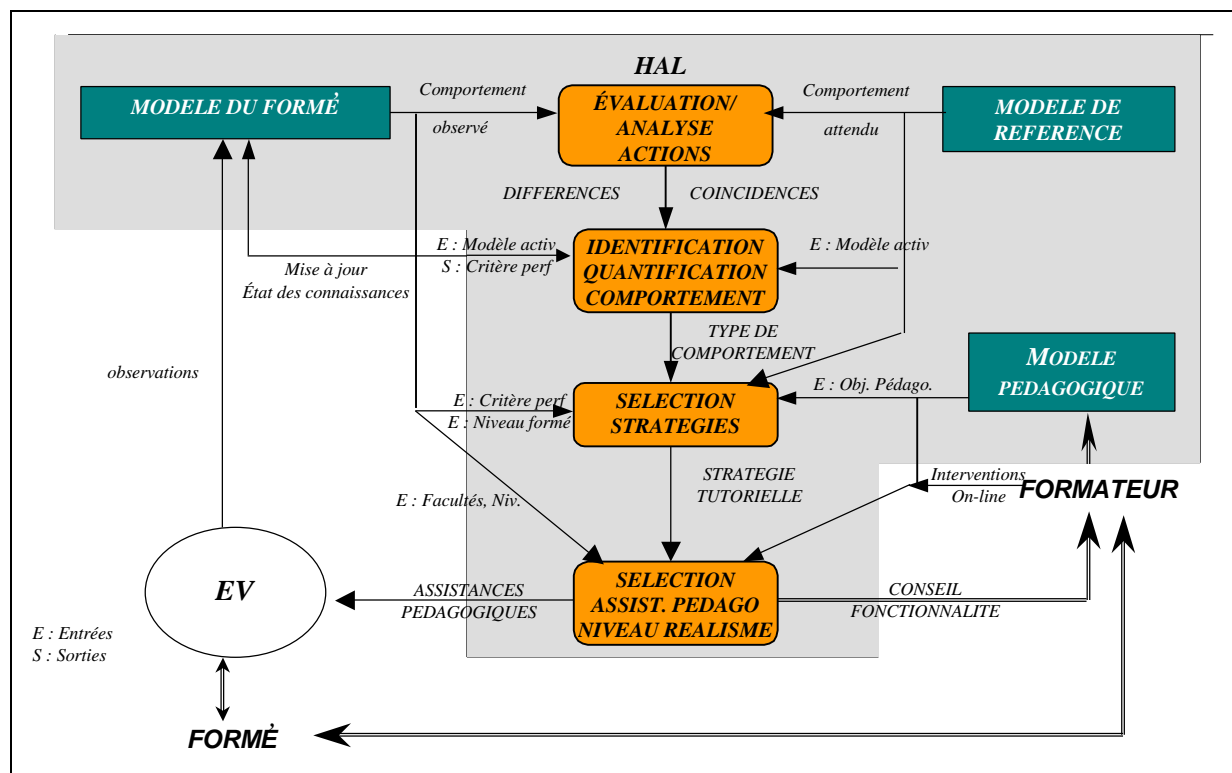 HAL
MODELE DU FORMÉ
Comportement
observé
ÉVALUATION/
ANALYSE
ACTIONS
Comportement
attendu
MODELE DE
REFERENCE
DIFFERENCES
COINCIDENCES
E : Modèle activ
S : Critère perf
IDENTIFICATION
QUANTIFICATION
COMPORTEMENT
E : Modèle activ
Mise à jour
État des connaissances
TYPE DE
COMPORTEMENT
observations
E : Critère perf
E : Niveau formé
SELECTION
STRATEGIES
E : Obj. Pédago.
MODELE
PEDAGOGIQUE
E : Facultés, Niv.
STRATEGIE
TUTORIELLE
Interventions
On-line
FORMATEUR
EV
ASSISTANCES
PEDAGOGIQUES
SELECTION
ASSIST. PEDAGO
NIVEAU REALISME
CONSEIL
FONCTIONNALITE
E : Entrées
S : Sorties
FORMÉ